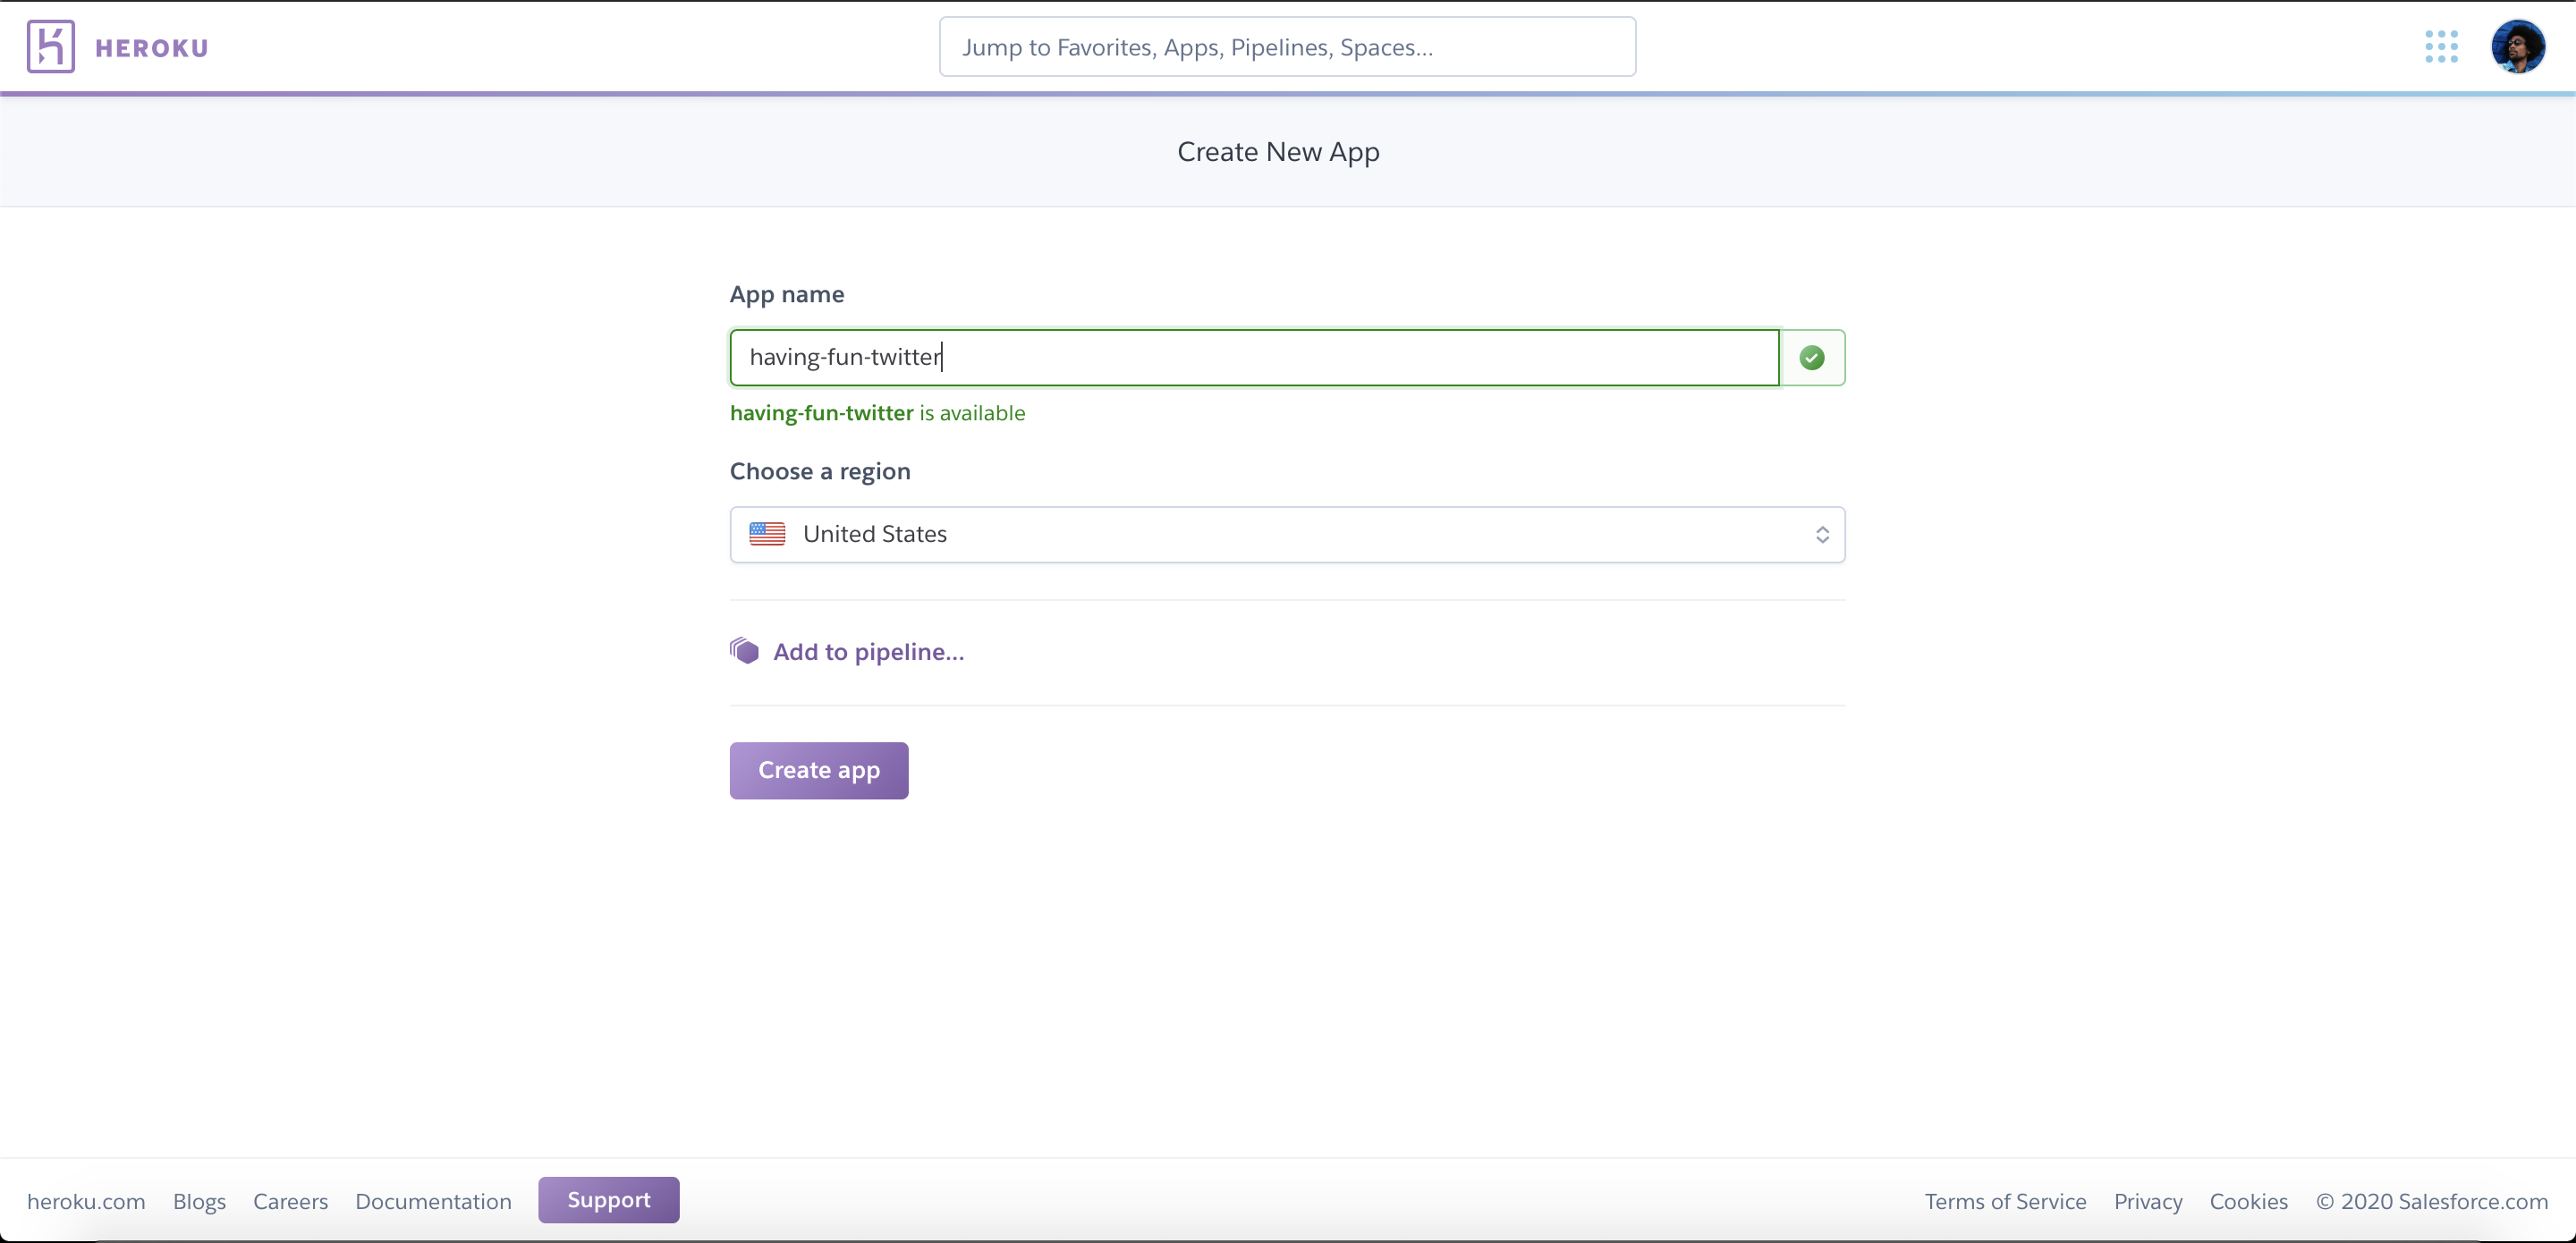 HEROKU
Jump to Favorites, Apps, Pipelines, Spaces...
Create New App
App name
having-fun-twitter
having-fun-twitter is available
Choose a region
United States
Add to pipeline...
Create app
heroku.com Blogs Careers Documentation Support Terms of Service Privacy Cookies © 2020 Salesforce.com